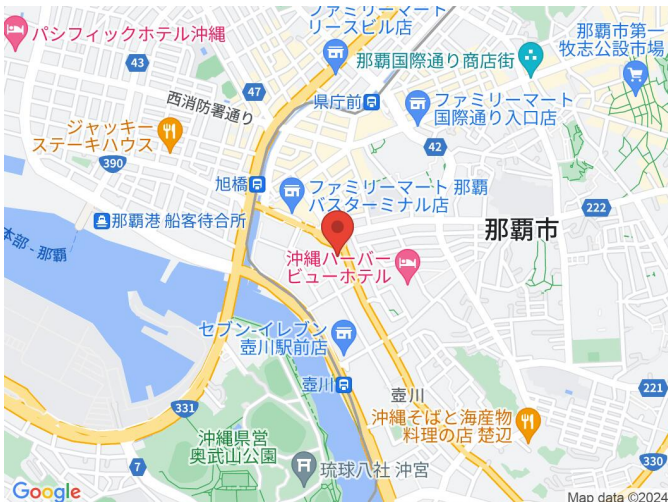 パシフィックホテル沖縄
ファミリーマート
リースビル店
那覇国際通り商店街
那覇市第一
牧志公設市場
43
47
西消防署通り
県庁前
ファミリーマート
国際通り入口店
ジャッキー
ステーキハウス
390
42
旭橋
ファミリーマート 那覇
バスターミナル店
222
那覇港 船客待合所
那覇市
本部 - 那覇
沖縄ハーバー
ビューホテル
セブン-イレブン
壺川駅前店
壺川
壺川
221
331
沖縄そばと海産物
料理の店 楚辺
沖縄県営
奥武山公園
7
琉球八社 沖宮
330
Google
Map data ©2024